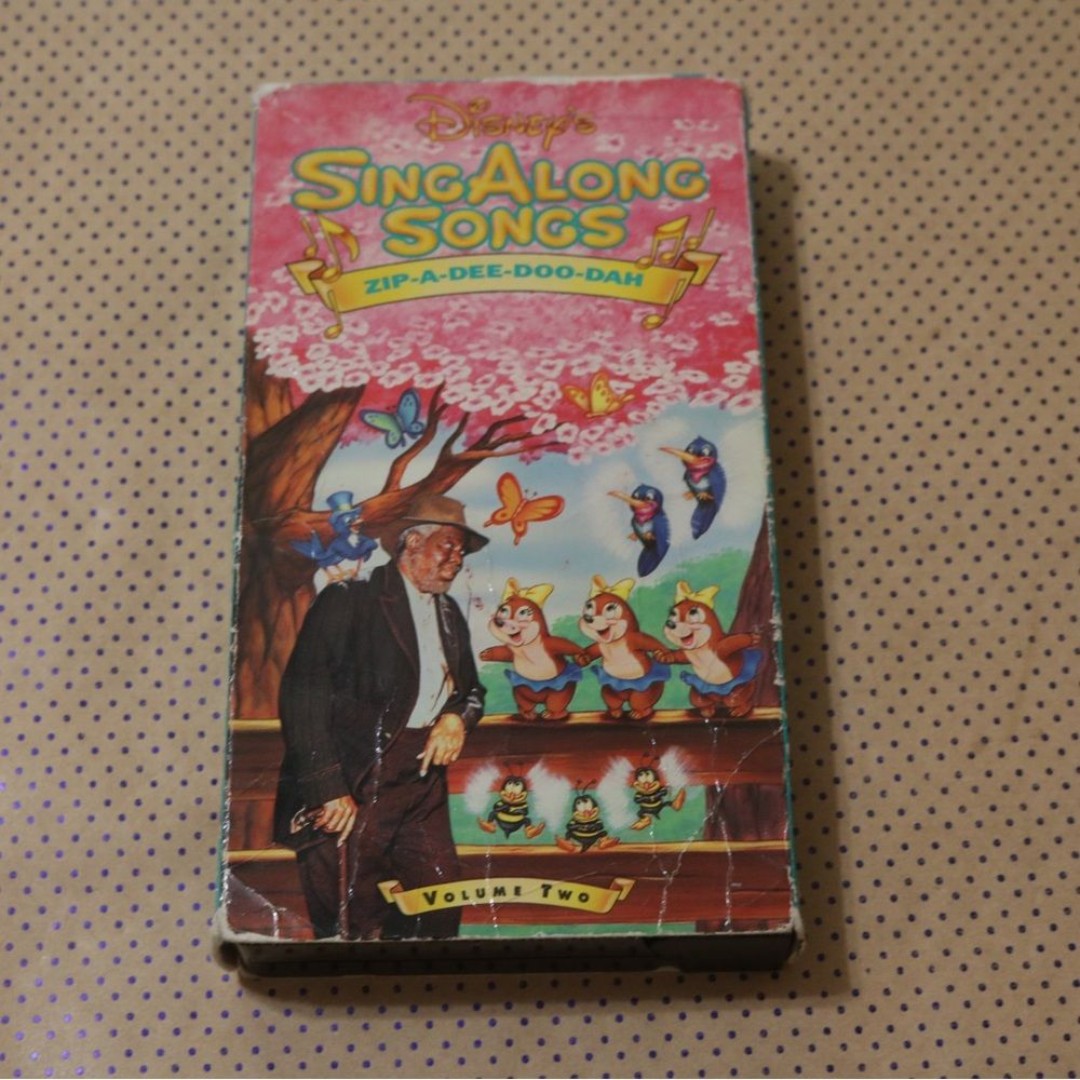 Disney's
SING ALONG
SONGS
ZIP-A-DEE-DOO-DAH
VOLUME TWO